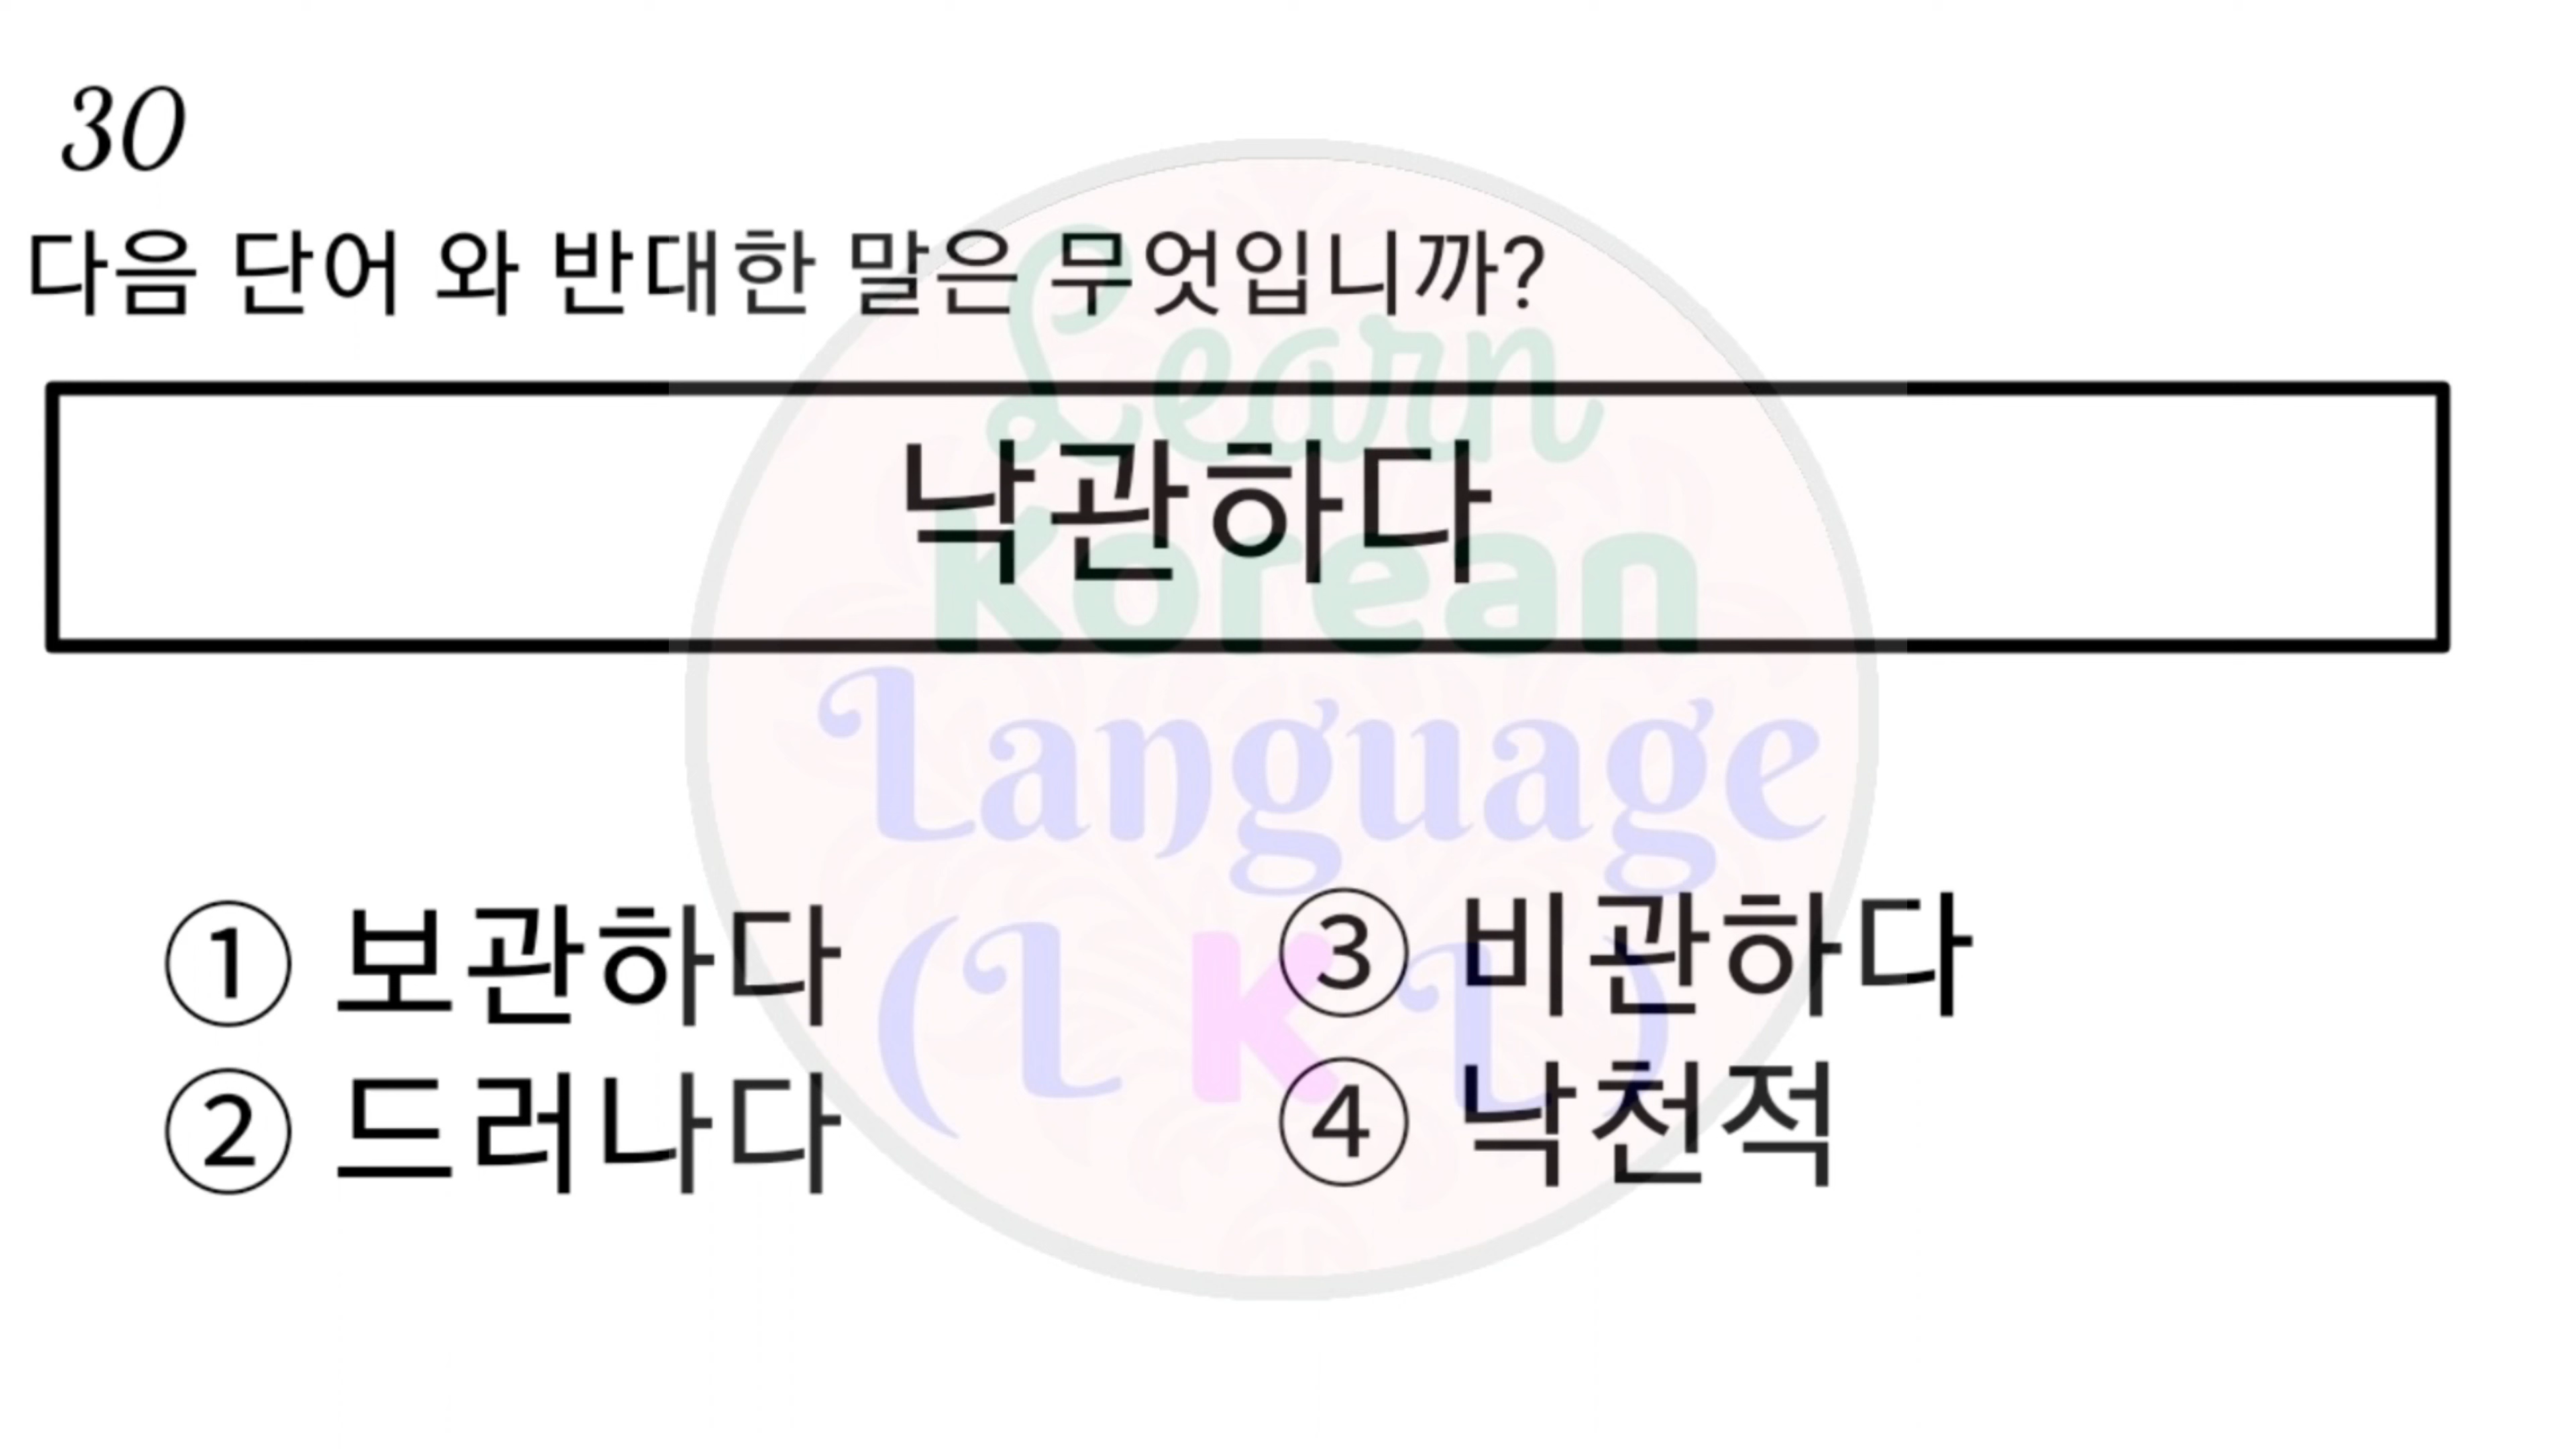 30
다음 단어 와 반대한 말은 무엇입니까?
낙관하다
Learn
Korean
Language
(L K L)
① 보관하다
③ 비관하다
② 드러나다
④ 낙천적